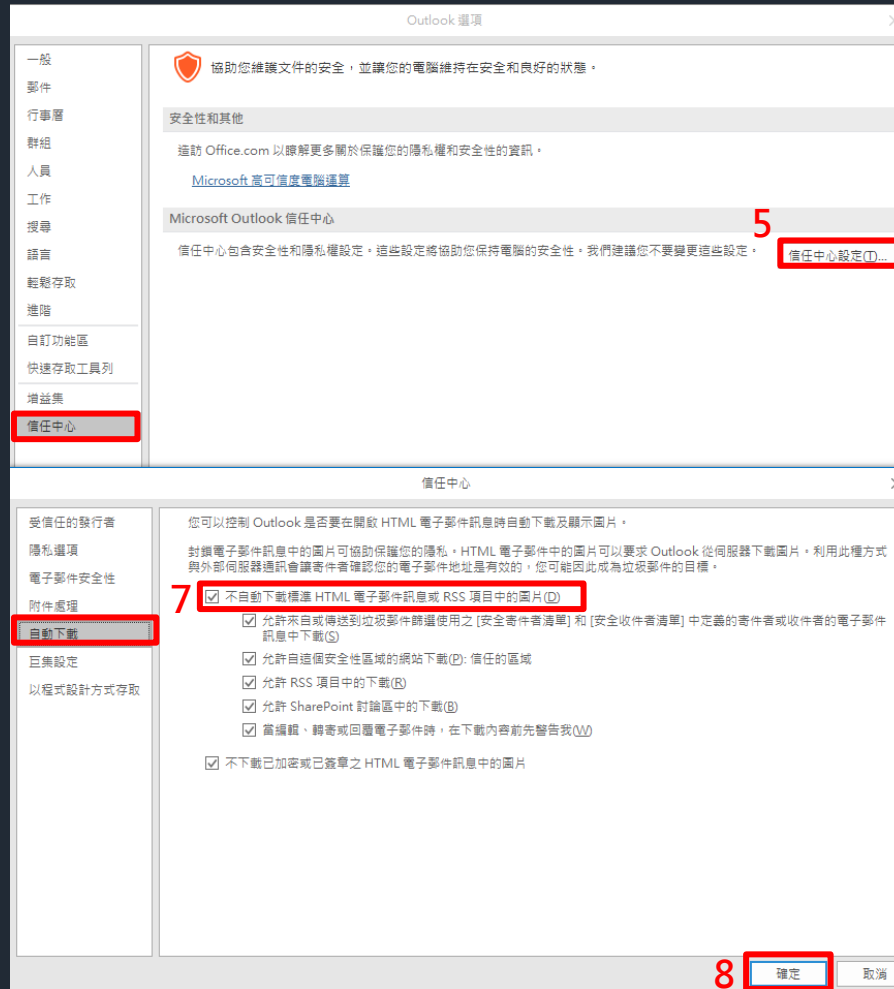 Outlook 選項
一般
郵件
行事曆
群組
人員
工作
搜尋
語言
輕鬆存取
進階
自訂功能區
快速存取工具列
增益集
信任中心
協助您維護文件的安全，並讓您的電腦維持在安全和良好的狀態。
安全性和其他
造訪 Office.com 以瞭解更多關於保護您的隱私權和安全性的資訊。
Microsoft 高可信度電腦運算
Microsoft Outlook 信任中心
5
信任中心包含安全性和隱私權設定。這些設定將協助您保持電腦的安全性。我們建議您不要變更這些設定。
信任中心設定(T)...
信任中心
受信任的發行者
隱私選項
電子郵件安全性
附件處理
自動下載
巨集設定
以程式設計方式存取
您可以控制 Outlook 是否要在開啟 HTML 電子郵件訊息時自動下載及顯示圖片。
封鎖電子郵件訊息中的圖片可協助保護您的隱私。HTML 電子郵件中的圖片可以要求 Outlook 從伺服器下載圖片。利用此種方式
與外部伺服器通訊會讓寄件者確認您的電子郵件地址是有效的，您可能因此成為垃圾郵件的目標。
7
不自動下載標準 HTML 電子郵件訊息或 RSS 項目中的圖片(D)
允許來自或傳送到垃圾郵件篩選使用之 [安全寄件者清單] 和 [安全收件者清單] 中定義的寄件者或收件者的電子郵件
訊息中下載(S)
允許自這個安全性區域的網站下載(P): 信任的區域
允許 RSS 項目中的下載(R)
允許 SharePoint 討論區中的下載(B)
當編輯、轉寄或回覆電子郵件時，在下載內容前先警告我(W)
不下載已加密或已簽章之 HTML 電子郵件訊息中的圖片
8
確定
取消